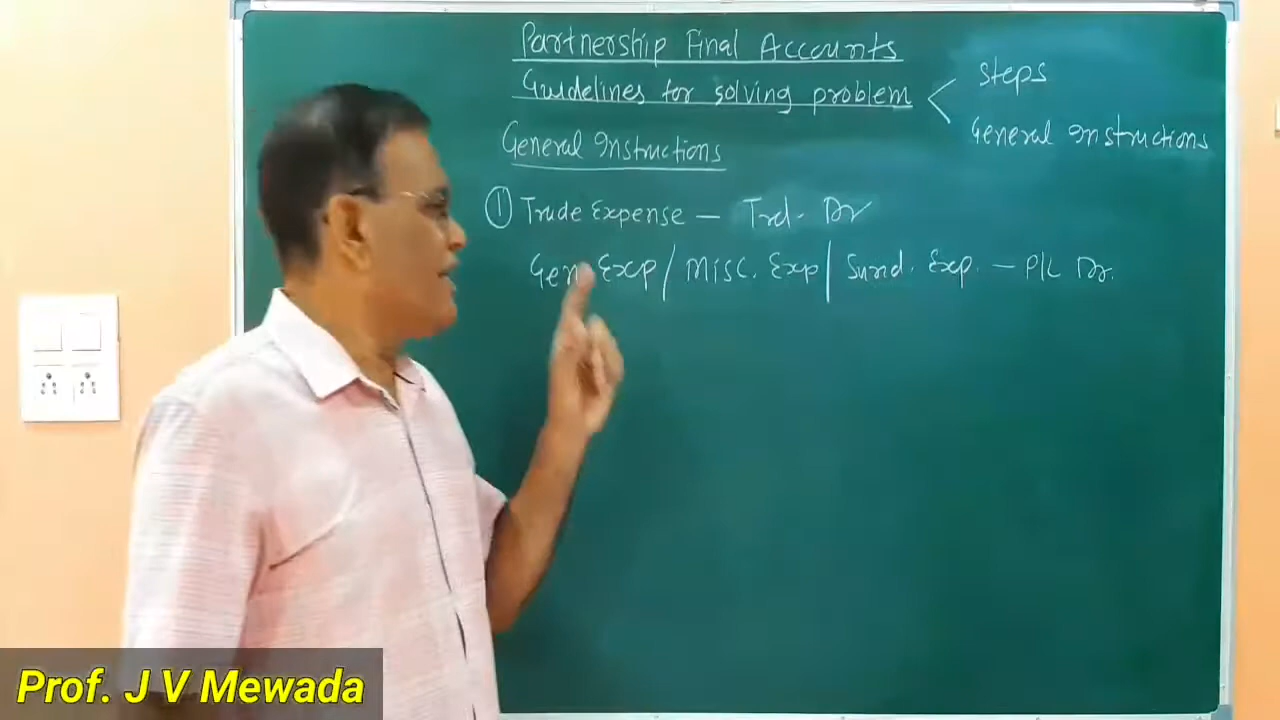 Partnership Final Accounts
Guidelines for solving problem
Steps
General Instructions
General Instructions
① Trade Expense — Trd. Dr
Gen Exp / Misc. Exp / Sund. Exp. — P/L Dr.
Prof. J V Mewada